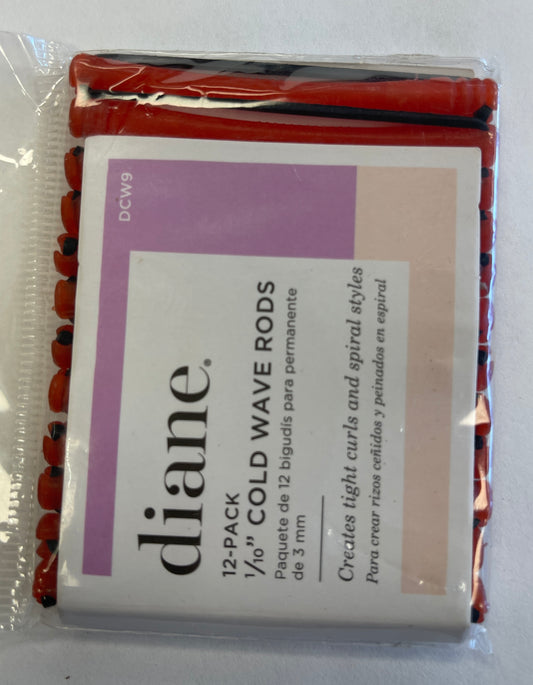 DCW9
diane.
12-PACK
1/10" COLD WAVE RODS
Paquete de 12 bigudís para permanente
de 3 mm
Creates tight curls and spiral styles
Para crear rizos ceñidos y peinados en espiral